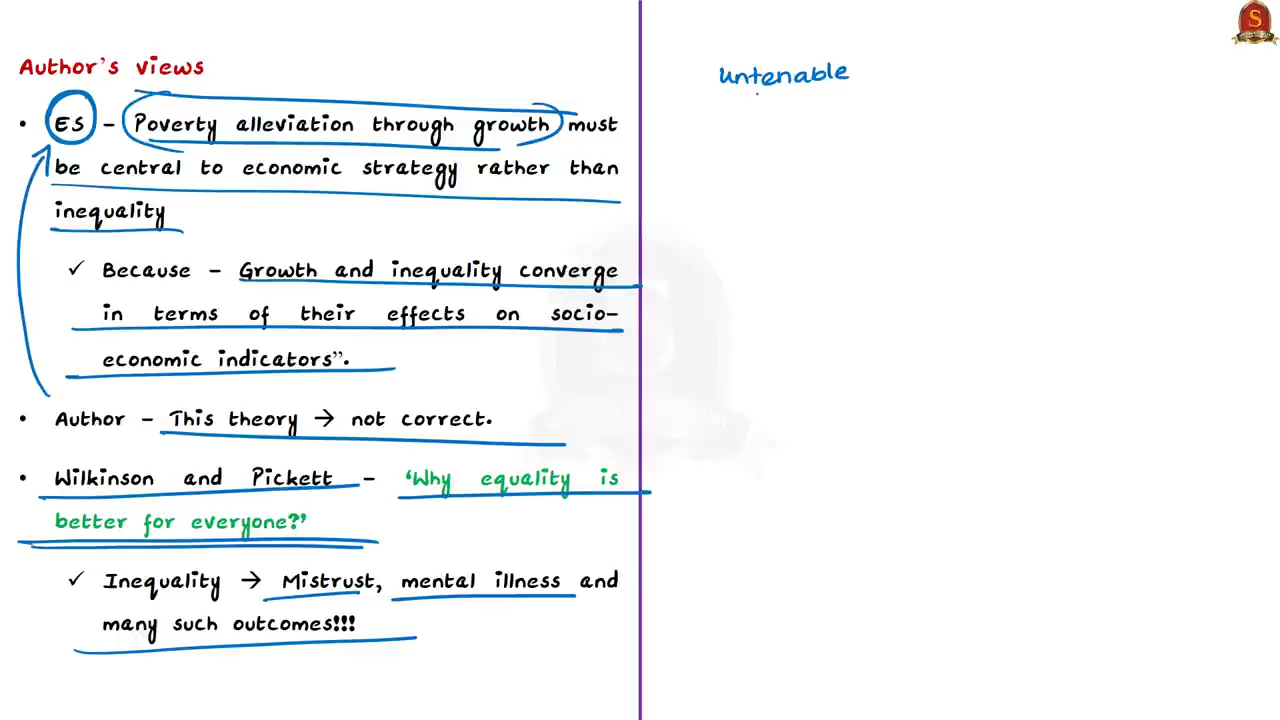 Author's views
• ES – Poverty alleviation through growth must
be central to economic strategy rather than
inequality
✓ Because – Growth and inequality converge
in terms of their effects on socio-
economic indicators”.
• Author – This theory → not correct.
• Wilkinson and Pickett – ‘Why equality is
better for everyone?’
✓ Inequality → Mistrust, mental illness and
many such outcomes!!!
untenable
S